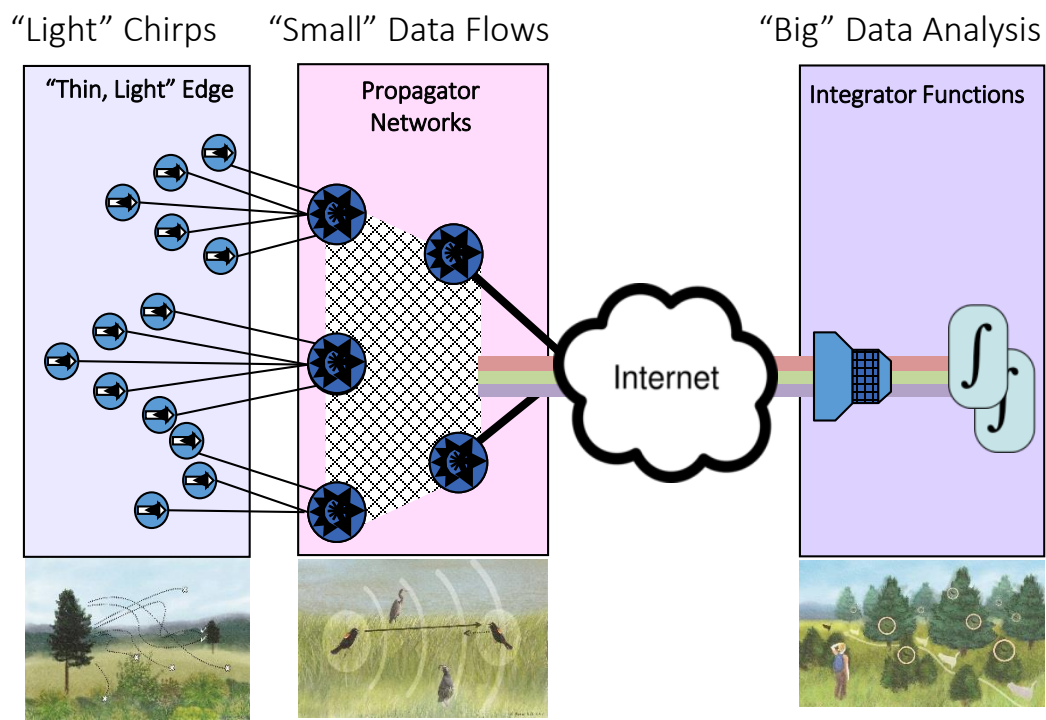 “Light” Chirps
“Small” Data Flows
“Big” Data Analysis
“Thin, Light” Edge
Propagator
Networks
Integrator Functions
Internet
∫
∫